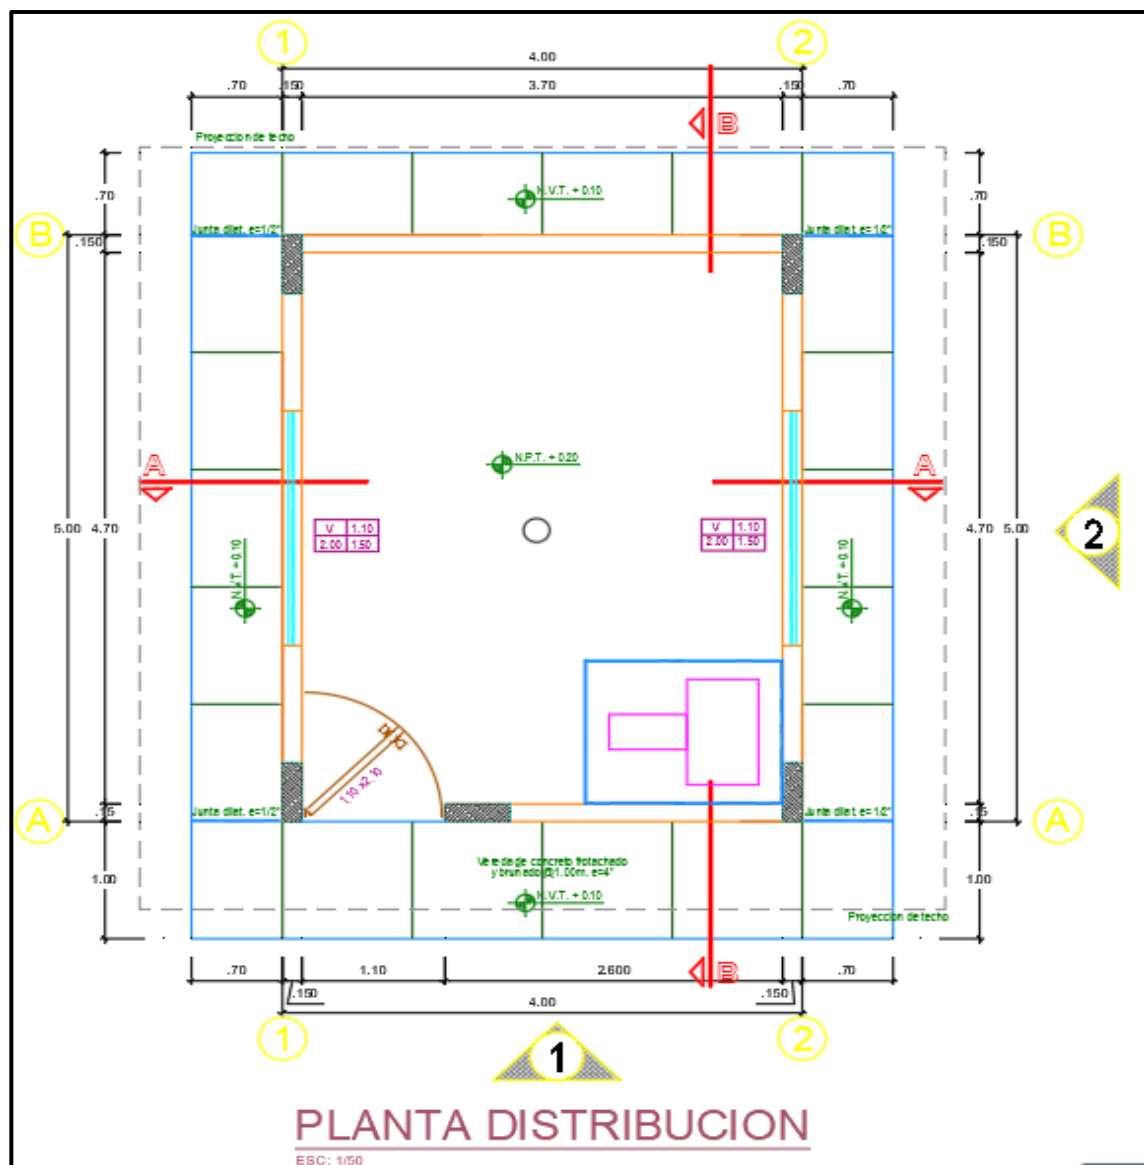 1
2
4.00
.70
.150
3.70
.150
.70
B
Proyeccion de techo
.70
.70
N.V.T. + 0.10
B
Junta dilat. e=1/2"
Junta dilat. e=1/2"
B
.150
.150
A
A
N.P.T. + 0.20
5.00
4.70
V
1.10
2.00
1.50
V
1.10
2.00
1.50
4.70
5.00
2
N.V.T. + 0.10
N.V.T. + 0.10
1.10 x2.10
A
.15
Junta dilat. e=1/2"
Junta dilat. e=1/2"
.15
A
Vereda de concreto frotachado
y brunado @1.00m. e=4"
1.00
1.00
N.V.T. + 0.10
Proyeccion de techo
.70
1.10
2.600
B
.70
.150
.150
4.00
1
2
1
PLANTA DISTRIBUCION
ESC: 1/50